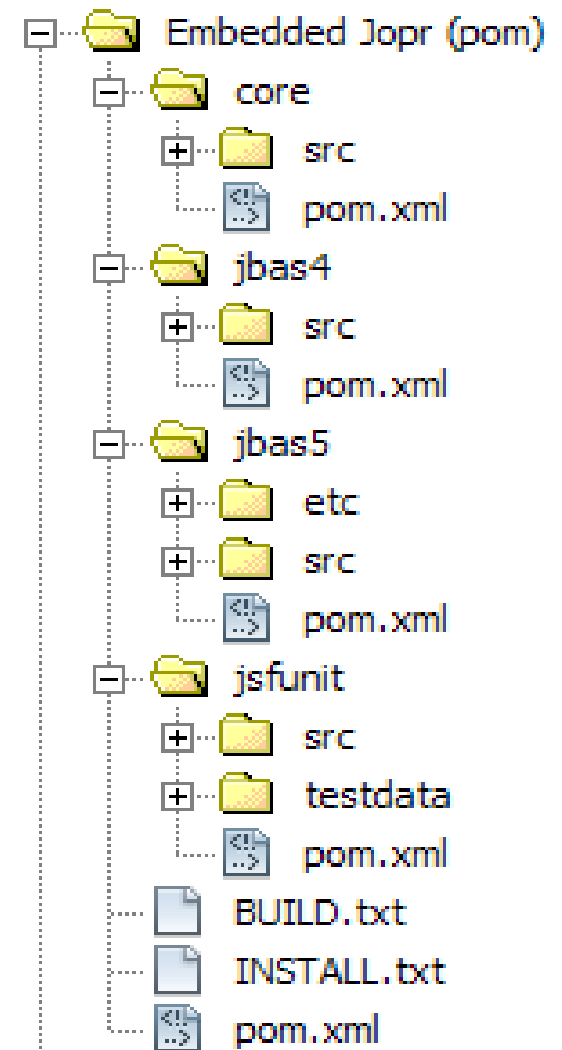 Embedded Jopr (pom)
core
src
pom.xml
jbas4
src
pom.xml
jbas5
etc
src
pom.xml
jsfunit
src
testdata
pom.xml
BUILD.txt
INSTALL.txt
pom.xml